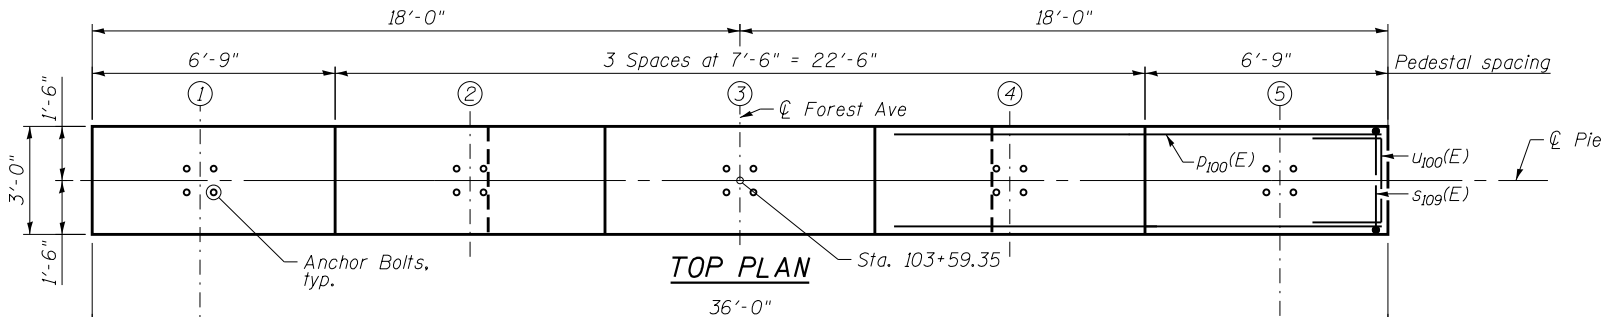 18'-0"
18'-0"
6'-9"
3 Spaces at 7'-6" = 22'-6"
6'-9"
Pedestal spacing
1'-6"
1
2
3
4
5
℄ Forest Ave
3'-0"
p100(E)
℄ Pie
u100(E)
s109(E)
1'-6"
Anchor Bolts,
typ.
TOP PLAN
Sta. 103+59.35
36'-0"